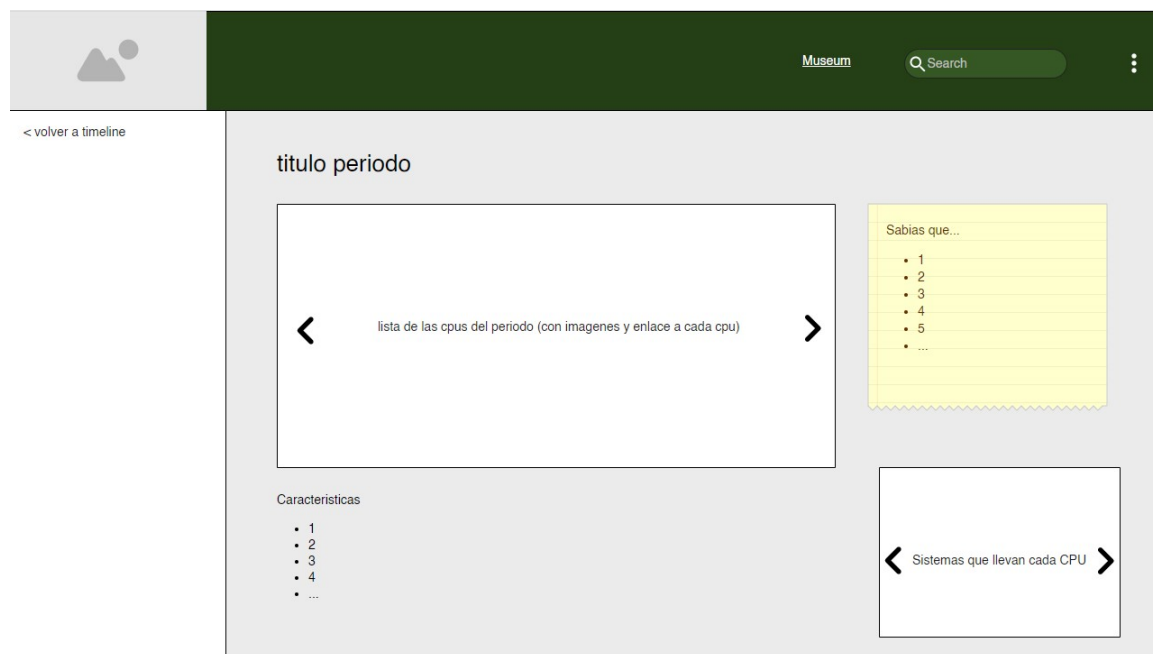 Museum
Search
< volver a timeline
titulo periodo
lista de las cpus del periodo (con imagenes y enlace a cada cpu)
Sabias que...
• 1
• 2
• 3
• 4
• 5
• ...
Caracteristicas
• 1
• 2
• 3
• 4
• ...
Sistemas que llevan cada CPU